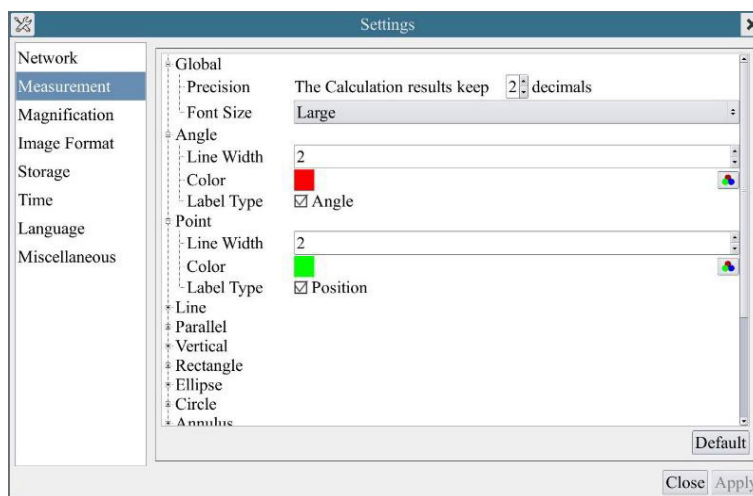 Settings
Network
Measurement
Magnification
Image Format
Storage
Time
Language
Miscellaneous
Global
Precision The Calculation results keep 2 decimals
Font Size Large
Angle
Line Width 2
Color
Label Type Angle
Point
Line Width 2
Color
Label Type Position
Line
Parallel
Vertical
Rectangle
Ellipse
Circle
Annulus
Default
Close Apply